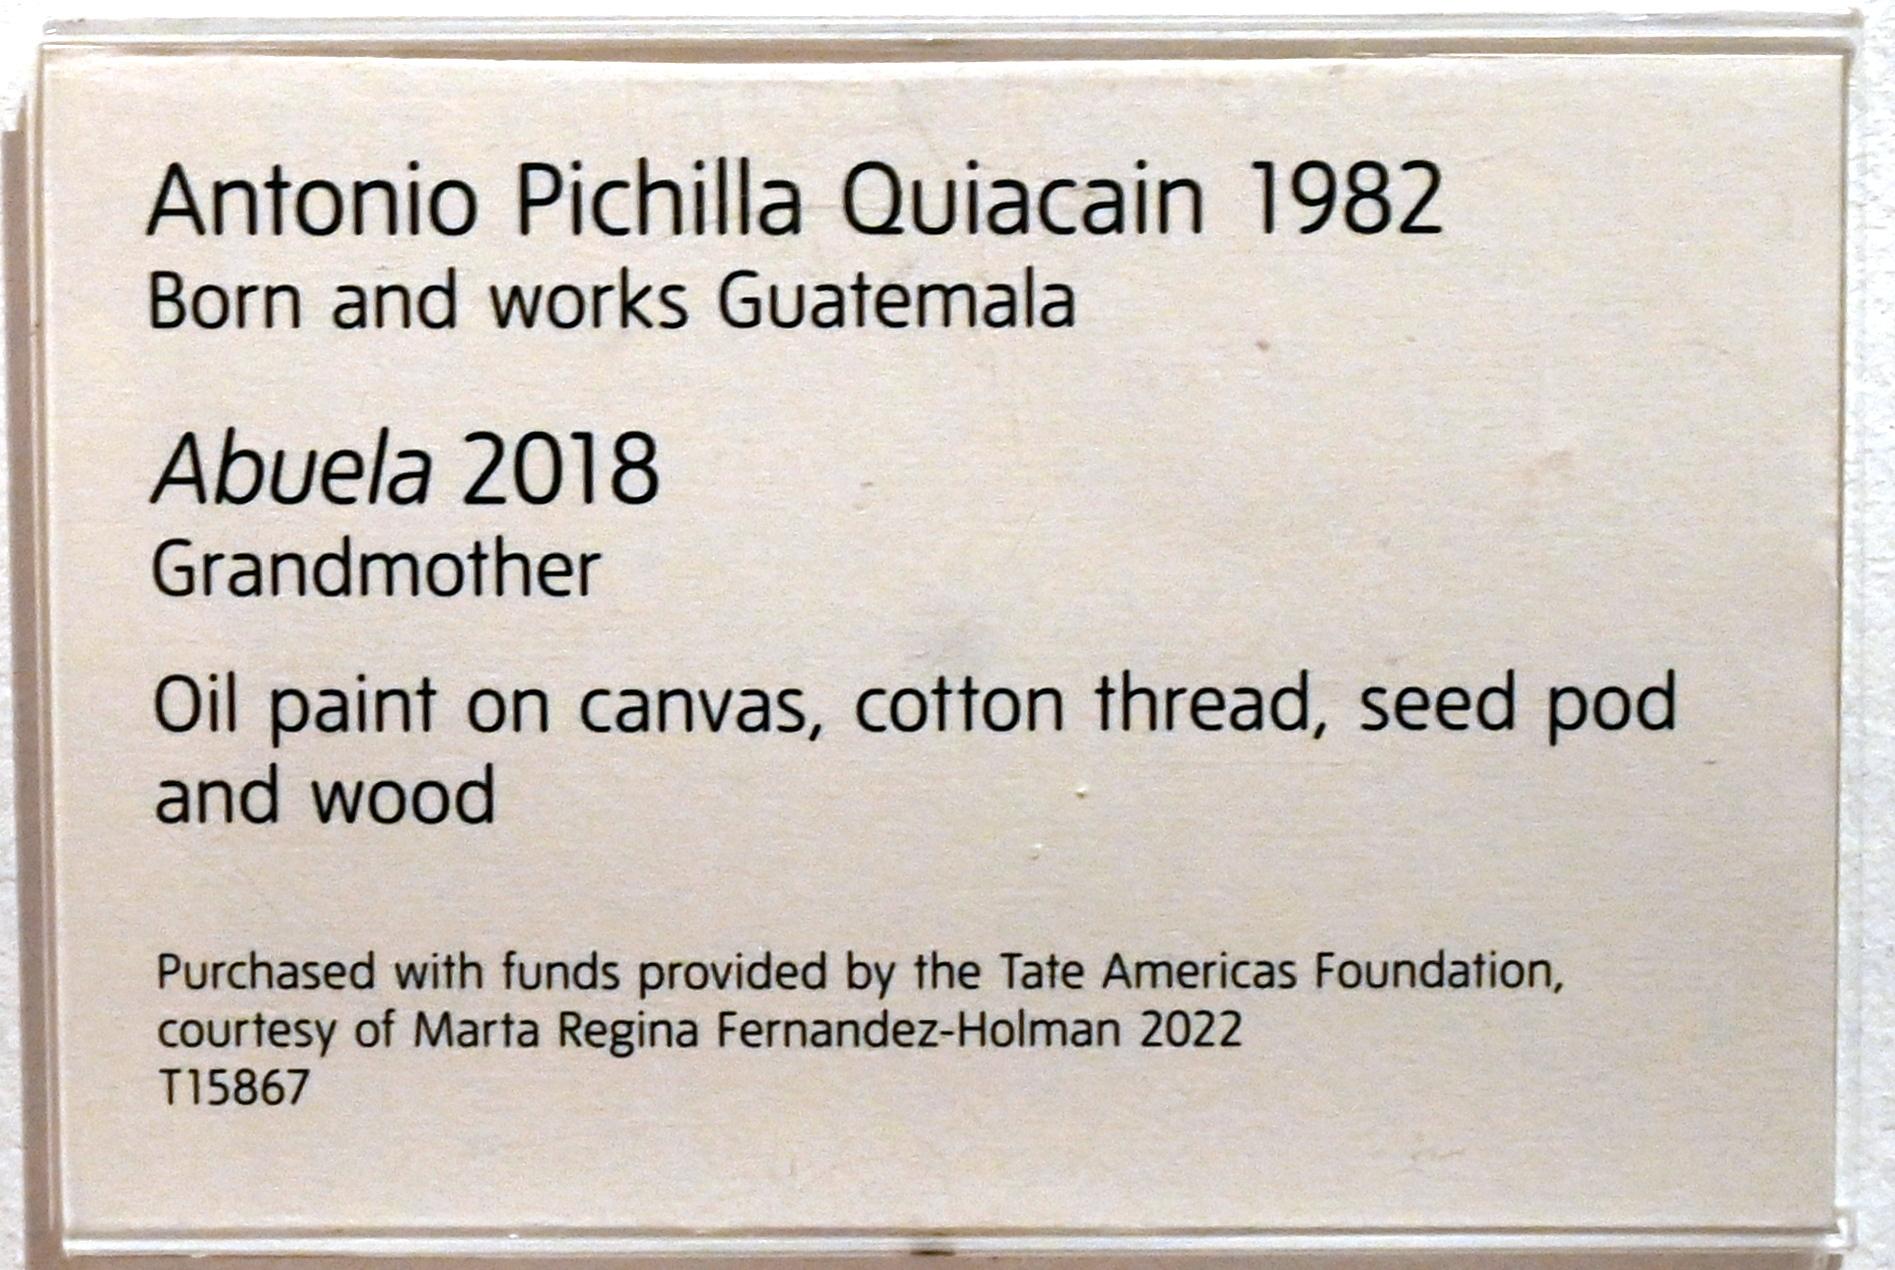 Antonio Pichilla Quiacain 1982
Born and works Guatemala
Abuela 2018
Grandmother
Oil paint on canvas, cotton thread, seed pod
and wood
Purchased with funds provided by the Tate Americas Foundation,
courtesy of Marta Regina Fernandez-Holman 2022
T15867